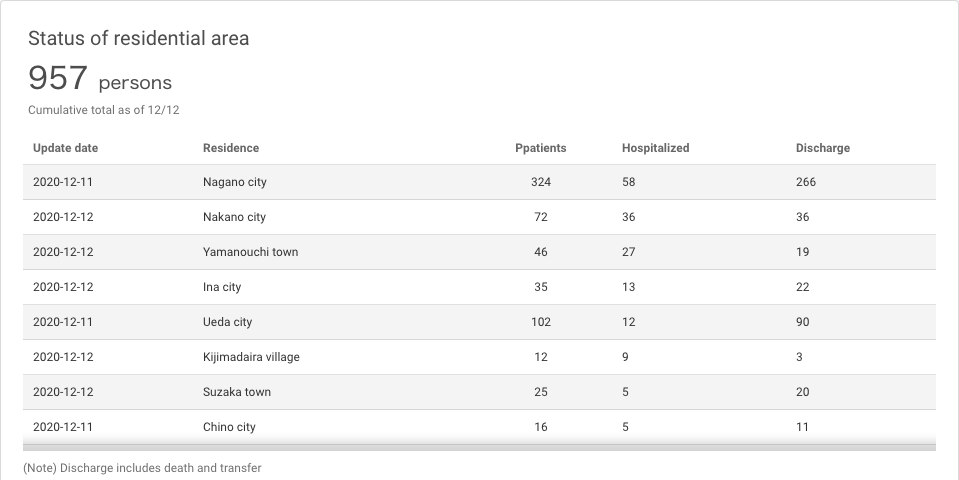 Status of residential area
957 persons
Cumulative total as of 12/12
Update date Residence Ppatients Hospitalized Discharge
2020-12-11 Nagano city 324 58 266
2020-12-12 Nakano city 72 36 36
2020-12-12 Yamanouchi town 46 27 19
2020-12-12 Ina city 35 13 22
2020-12-11 Ueda city 102 12 90
2020-12-12 Kijimadaira village 12 9 3
2020-12-12 Suzaka town 25 5 20
2020-12-11 Chino city 16 5 11
(Note) Discharge includes death and transfer